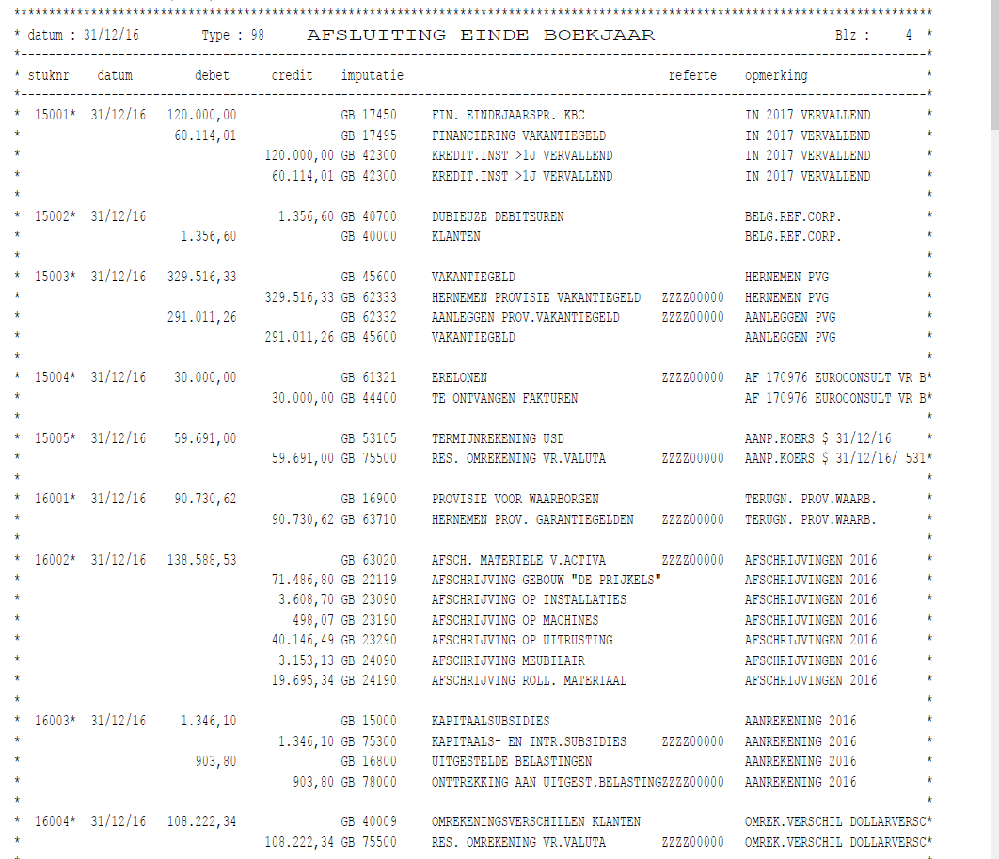 ****************************************************************************************************************************************
* datum : 31/12/16 Type : 98 AFSLUITING EINDE BOEKJAAR Blz : 4 *
*--------------------------------------------------------------------------------------------------------------------------------------*
* stuknr datum debet credit imputatie referte opmerking *
*--------------------------------------------------------------------------------------------------------------------------------------*
* 15001* 31/12/16 120.000,00 GB 17450 FIN. EINDEJAARSPR. KBC IN 2017 VERVALLEND *
* 60.114,01 GB 17495 FINANCIERING VAKANTIEGELD IN 2017 VERVALLEND *
* 120.000,00 GB 42300 KREDIT.INST >1J VERVALLEND IN 2017 VERVALLEND *
* 60.114,01 GB 42300 KREDIT.INST >1J VERVALLEND IN 2017 VERVALLEND *
* *
* 15002* 31/12/16 1.356,60 GB 40700 DUBIEUZE DEBITEUREN BELG.REF.CORP. *
* 1.356,60 GB 40000 KLANTEN BELG.REF.CORP. *
* *
* 15003* 31/12/16 329.516,33 GB 45600 VAKANTIEGELD HERNEMEN PVG *
* 329.516,33 GB 62333 HERNEMEN PROVISIE VAKANTIEGELD ZZZZ00000 HERNEMEN PVG *
* 291.011,26 GB 62332 AANLEGGEN PROV.VAKANTIEGELD ZZZZ00000 AANLEGGEN PVG *
* 291.011,26 GB 45600 VAKANTIEGELD AANLEGGEN PVG *
* *
* 15004* 31/12/16 30.000,00 GB 61321 ERELONEN ZZZZ00000 AF 170976 EUROCONSULT VR B*
* 30.000,00 GB 44400 TE ONTVANGEN FAKTUREN AF 170976 EUROCONSULT VR B*
* *
* 15005* 31/12/16 59.691,00 GB 53105 TERMIJNREKENING USD AANP.KOERS $ 31/12/16 *
* 59.691,00 GB 75500 RES. OMREKENING VR.VALUTA ZZZZ00000 AANP.KOERS $ 31/12/16/ 531*
* *
* 16001* 31/12/16 90.730,62 GB 16900 PROVISIE VOOR WAARBORGEN TERUGN. PROV.WAARB. *
* 90.730,62 GB 63710 HERNEMEN PROV. GARANTIEGELDEN ZZZZ00000 TERUGN. PROV.WAARB. *
* *
* 16002* 31/12/16 138.588,53 GB 63020 AFSCH. MATERIELE V.ACTIVA ZZZZ00000 AFSCHRIJVINGEN 2016 *
* 71.486,80 GB 22119 AFSCHRIJVING GEBOUW "DE PRIJKELS" AFSCHRIJVINGEN 2016 *
* 3.608,70 GB 23090 AFSCHRIJVING OP INSTALLATIES AFSCHRIJVINGEN 2016 *
* 498,07 GB 23190 AFSCHRIJVING OP MACHINES AFSCHRIJVINGEN 2016 *
* 40.146,49 GB 23290 AFSCHRIJVING OP UITRUSTING AFSCHRIJVINGEN 2016 *
* 3.153,13 GB 24090 AFSCHRIJVING MEUBILAIR AFSCHRIJVINGEN 2016 *
* 19.695,34 GB 24190 AFSCHRIJVING ROLL. MATERIAAL AFSCHRIJVINGEN 2016 *
* *
* 16003* 31/12/16 1.346,10 GB 15000 KAPITAALSUBSIDIES AANREKENING 2016 *
* 1.346,10 GB 75300 KAPITAALS- EN INTR.SUBSIDIES ZZZZ00000 AANREKENING 2016 *
* 903,80 GB 16800 UITGESTELDE BELASTINGEN AANREKENING 2016 *
* 903,80 GB 78000 ONTTREKKING AAN UITGEST.BELASTINGZZZZ00000 AANREKENING 2016 *
* *
* 16004* 31/12/16 108.222,34 GB 40009 OMREKENINGSVERSCHILLEN KLANTEN OMREK.VERSCHIL DOLLARVERSC*
* 108.222,34 GB 75500 RES. OMREKENING VR.VALUTA ZZZZ00000 OMREK.VERSCHIL DOLLARVERSC*
* *